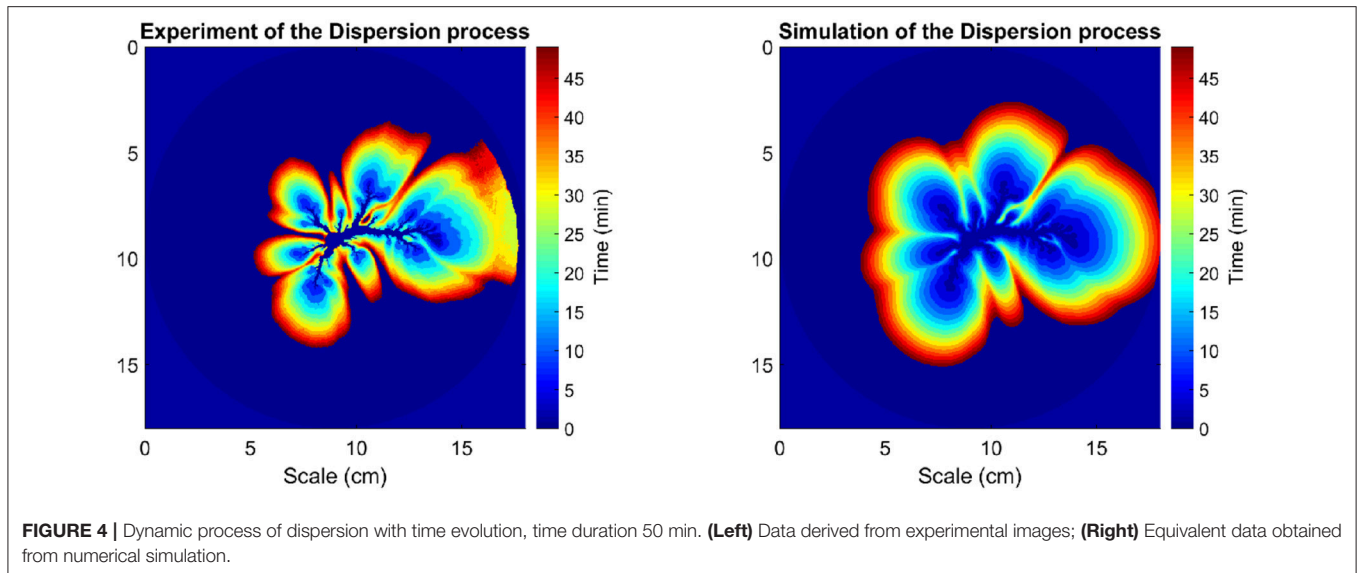 Experiment of the Dispersion process
0
5
10
15
0 5 10 15
Scale (cm)
45
40
35
30
25
20
15
10
5
0
Time (min)
Simulation of the Dispersion process
0
5
10
15
0 5 10 15
Scale (cm)
45
40
35
30
25
20
15
10
5
0
Time (min)
FIGURE 4 | Dynamic process of dispersion with time evolution, time duration 50 min. (Left) Data derived from experimental images; (Right) Equivalent data obtained
from numerical simulation.